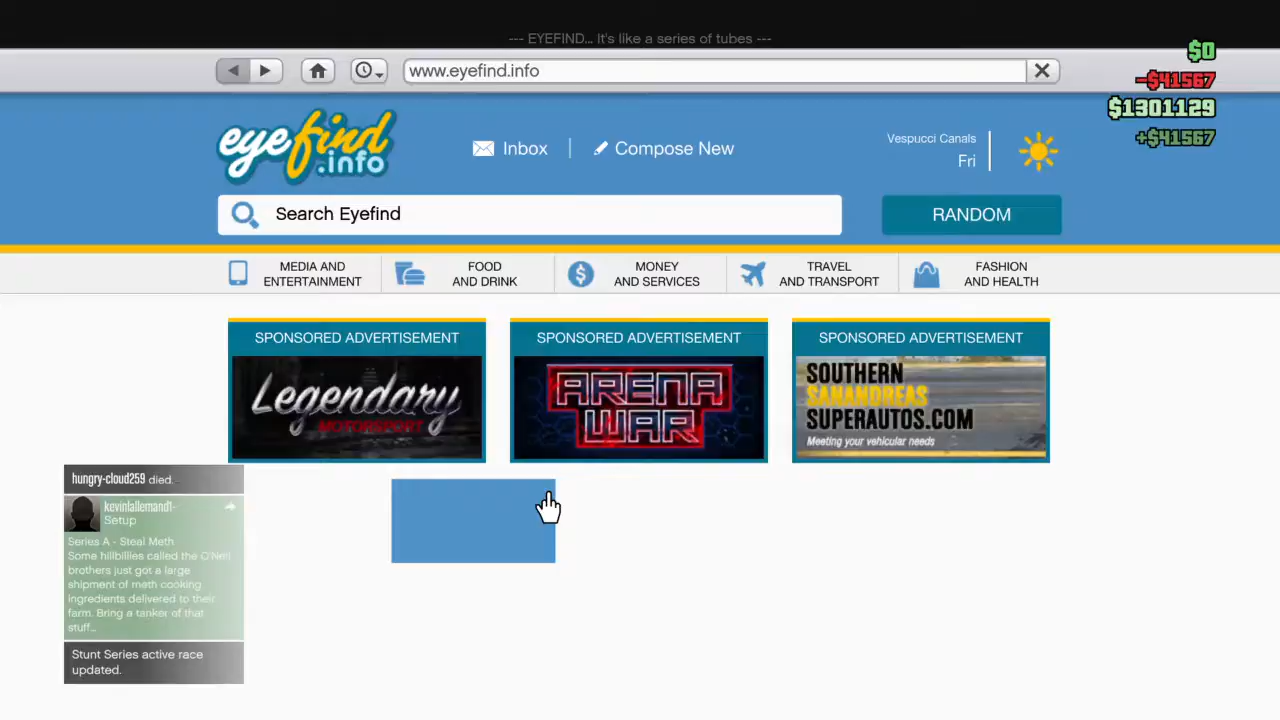 --- EYEFIND... It's like a series of tubes ---
$0
www.eyefind.info
-$41567
$1301129
+$41567
eyefind.info
Inbox
Compose New
Vespucci Canals
Fri
Search Eyefind
RANDOM
MEDIA AND
ENTERTAINMENT
FOOD
AND DRINK
MONEY
AND SERVICES
TRAVEL
AND TRANSPORT
FASHION
AND HEALTH
SPONSORED ADVERTISEMENT
Legendary
MOTORSPORT
SPONSORED ADVERTISEMENT
ARENA
WAR
SPONSORED ADVERTISEMENT
SOUTHERN
SANANDREAS
SUPERAUTOS.COM
Meeting your vehicular needs
hungry-cloud259 died.
kevinfallemand1-
Setup
Series A - Steal Meth
Some hillbillies called the O'Neil
brothers just got a large
shipment of meth cooking
ingredients delivered to their
farm. Bring a tanker of that
stuff...
Stunt Series active race
updated.